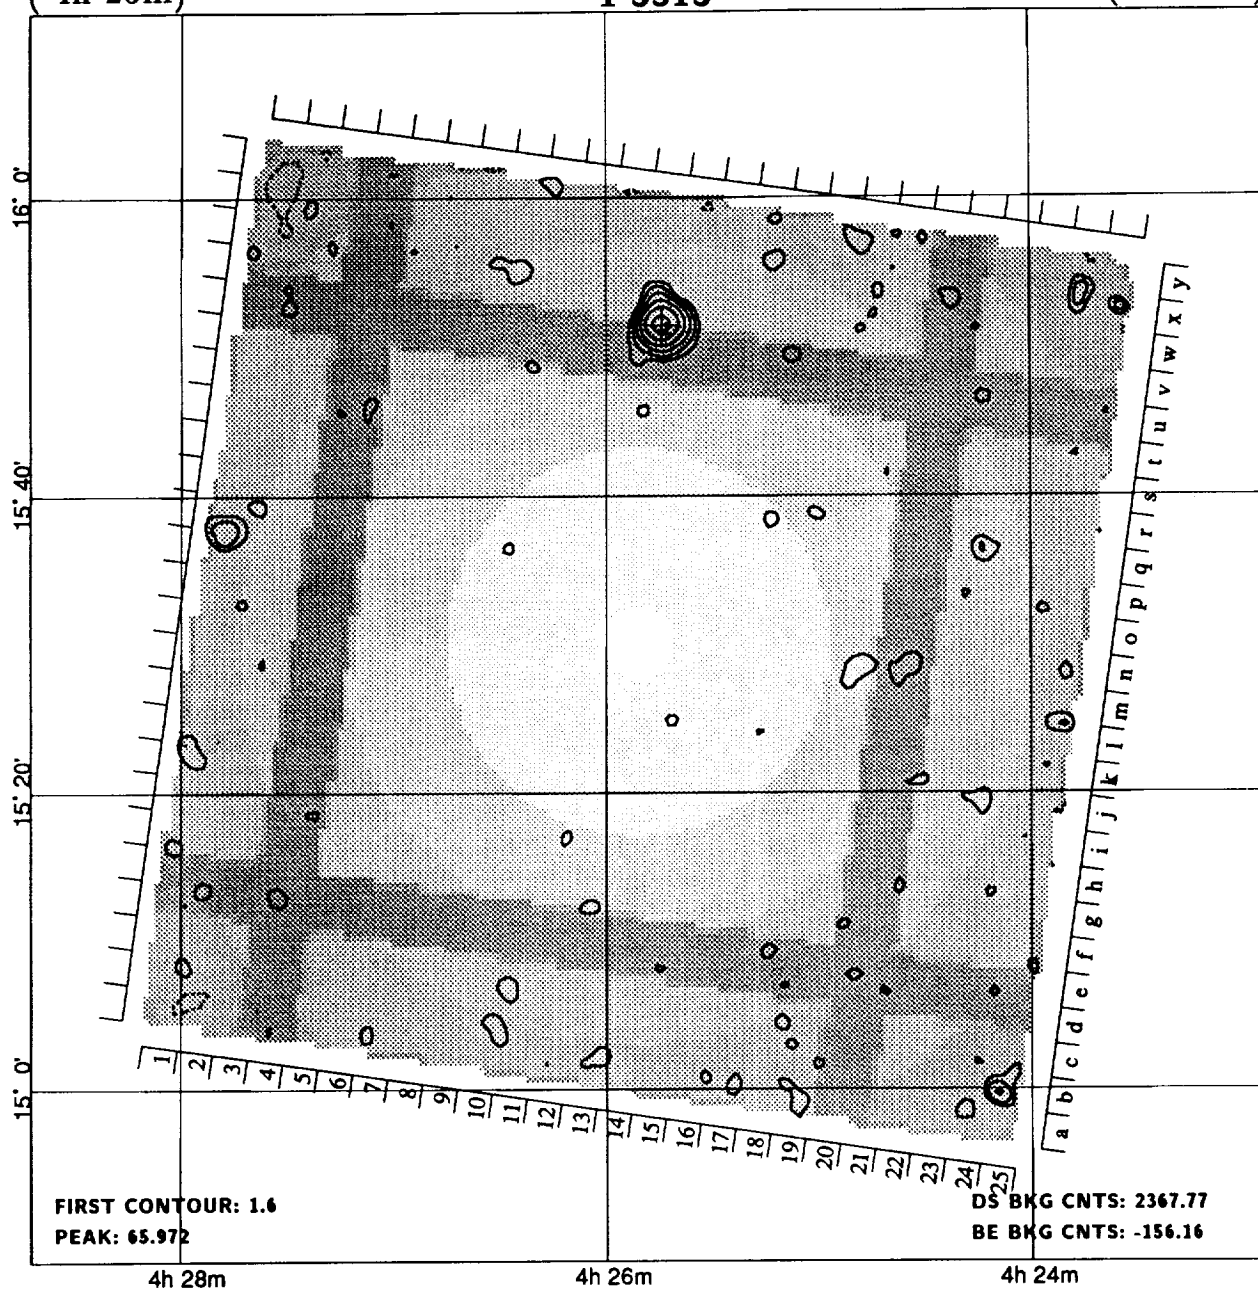 16° 0'
15° 40'
15° 20'
15° 0'
y
x
w
v
u
t
s
r
q
p
o
n
m
l
k
j
i
h
g
f
e
d
c
b
a
1 2 3 4 5 6 7 8 9 10 11 12 13 14 15 16 17 18 19 20 21 22 23 24 25
FIRST CONTOUR: 1.6
PEAK: 65.972
DS BKG CNTS: 2367.77
BE BKG CNTS: -156.16
4h 28m 4h 26m 4h 24m